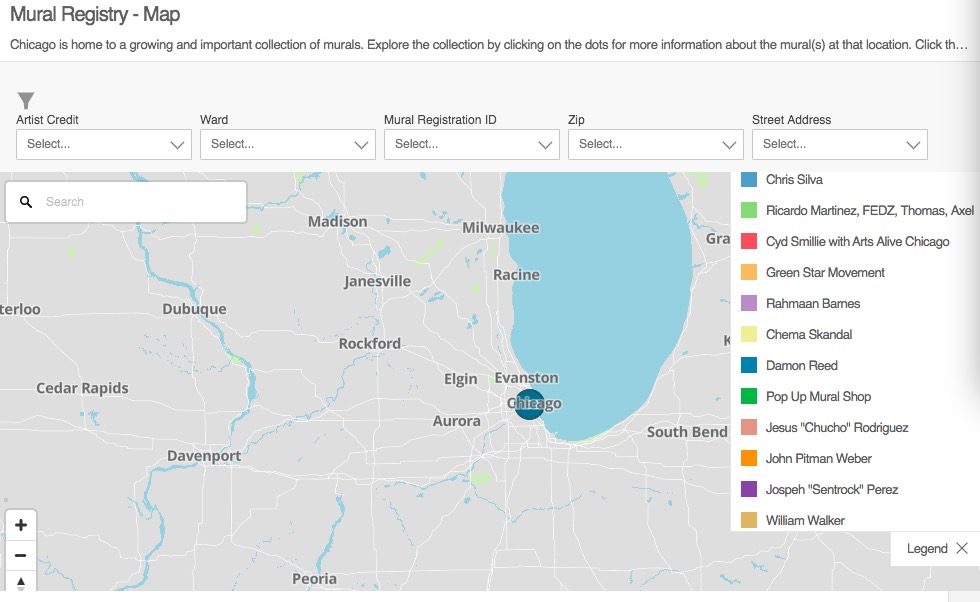 Mural Registry - Map
Chicago is home to a growing and important collection of murals. Explore the collection by clicking on the dots for more information about the mural(s) at that location. Click th…
Artist Credit
Ward
Mural Registration ID
Zip
Street Address
Select...
Select...
Select...
Select...
Select...
Search
Madison
Milwaukee
Gra
Janesville
Racine
terloo
Dubuque
Rockford
K
Elgin
Evanston
Cedar Rapids
Chicago
Aurora
South Bend
Davenport
Peoria
Chris Silva
Ricardo Martinez, FEDZ, Thomas, Axel
Cyd Smillie with Arts Alive Chicago
Green Star Movement
Rahmaan Barnes
Chema Skandal
Damon Reed
Pop Up Mural Shop
Jesus "Chucho" Rodriguez
John Pitman Weber
Jospeh "Sentrock" Perez
William Walker
Legend